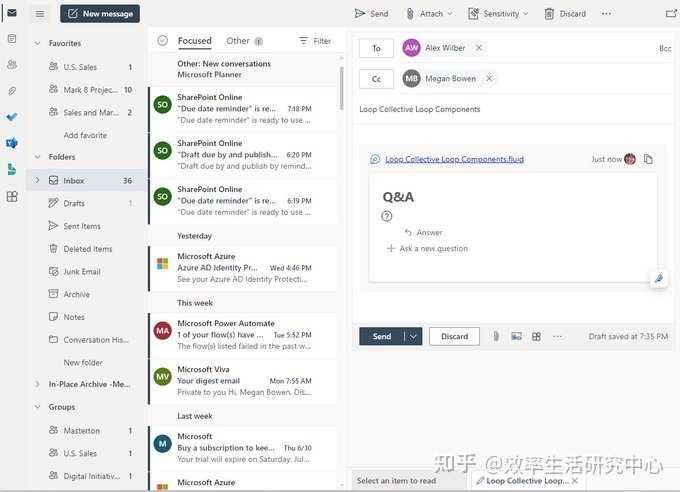 New message
Favorites
U.S. Sales 1
Mark 8 Projec... 10
Sales and Mar... 2
Add favorite
Folders
Inbox 36
Drafts 1
Sent Items
Deleted Items
Junk Email
Archive
Notes
Conversation His...
New folder
In-Place Archive -Me...
Groups
Masterton 1
U.S. Sales 1
Digital Initiativ... 1
Focused Other 1 Filter
Other: New conversations
Microsoft Planner
SO
SharePoint Online
"Due date reminder" is re... 7:18 PM
"Due date reminder" is ready to use ...
SO
SharePoint Online
"Draft due by and publish... 6:20 PM
"Draft due by and publish by remind...
SO
SharePoint Online
"Due date reminder" is re... 6:19 PM
"Due date reminder" is ready to use ...
Yesterday
Microsoft Azure
Azure AD Identity Pr... Wed 4:46 PM
See your Azure AD Identity Protecti...
This week
MA
Microsoft Power Automate
1 of your flow(s) have ... Tue 5:52 PM
The flow(s) listed failed in the past w...
MV
Microsoft Viva
Your digest email Mon 7:55 AM
Private to you Hi, Megan Bowen, Dis...
Last week
M
Microsoft
Buy a subscription to kee... Thu 6/30
Your trial will expire on Saturday, Jul...
Microsoft Azure
Send Attach Sensitivity Discard ...
To AW Alex Wilber Bcc
Cc MB Megan Bowen
Loop Collective Loop Components
Loop Collective Loop Components.fluid Just now
Q&A
Answer
Ask a new question
Send Discard ... Draft saved at 7:35 PM
Select an item to read
Loop Collective Loop...
知乎 @效率生活研究中心